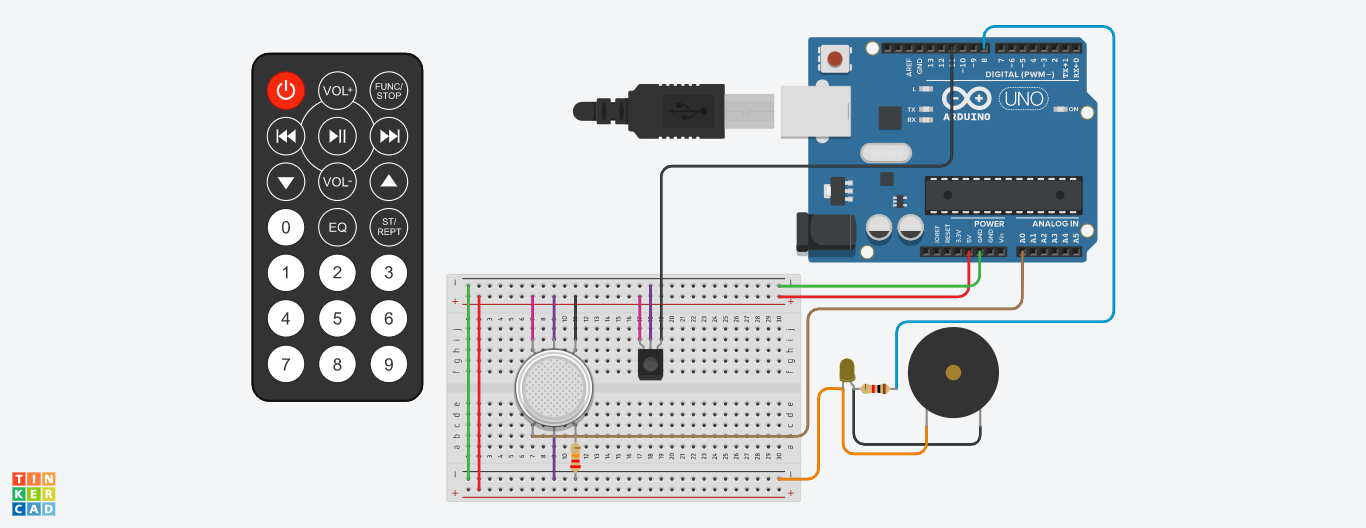 VOL+
FUNC/
STOP
VOL-
0
EQ
ST/
REPT
1
2
3
4
5
6
7
8
9
AREF
GND
13
12
~10
~9
8
7
~6
~5
4
~3
2
TX→1
RX←0
DIGITAL (PWM~)
L
TX
RX
ARDUINO
UNO
ON
POWER
ANALOG IN
IOREF
RESET
3.3V
5V
GND
GND
Vin
A0
A1
A2
A3
A4
A5
TIN
KER
CAD